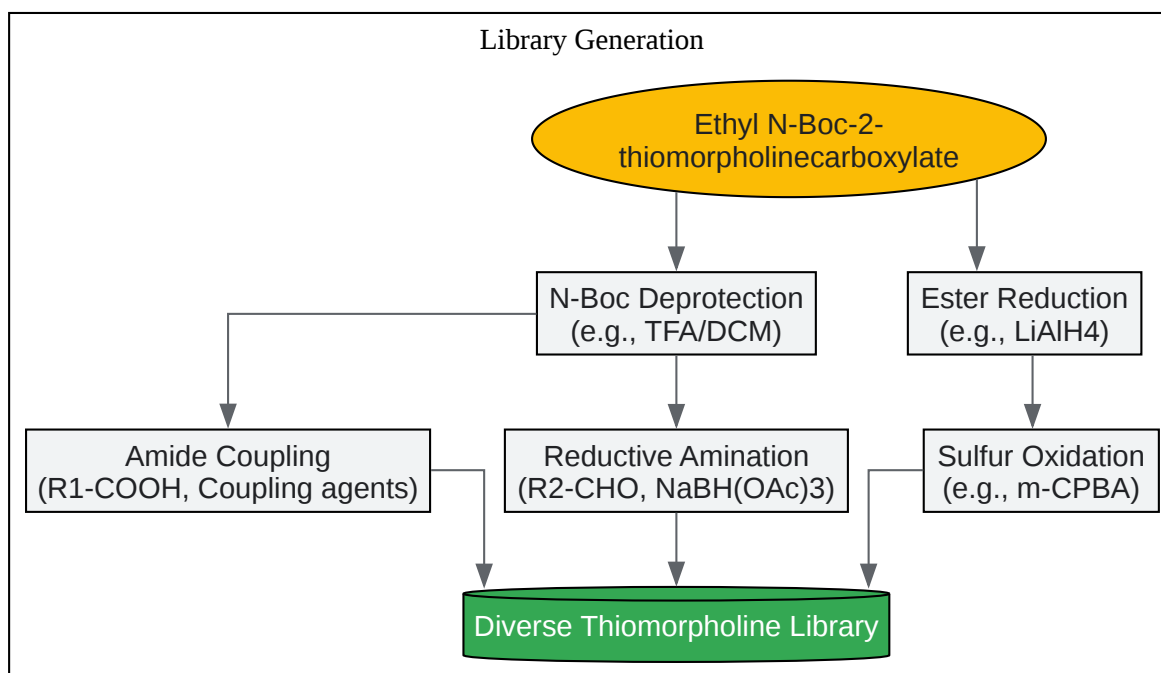 Library Generation
Ethyl N-Boc-2-
thiomorpholinecarboxylate
N-Boc Deprotection
(e.g., TFA/DCM)
Ester Reduction
(e.g., LiAlH4)
Amide Coupling
(R1-COOH, Coupling agents)
Reductive Amination
(R2-CHO, NaBH(OAc)3)
Sulfur Oxidation
(e.g., m-CPBA)
Diverse Thiomorpholine Library